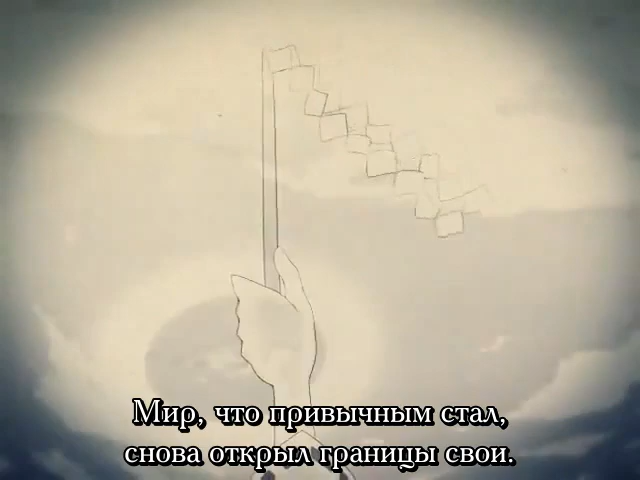 Мир, что привычным стал,
снова открыл границы свои.